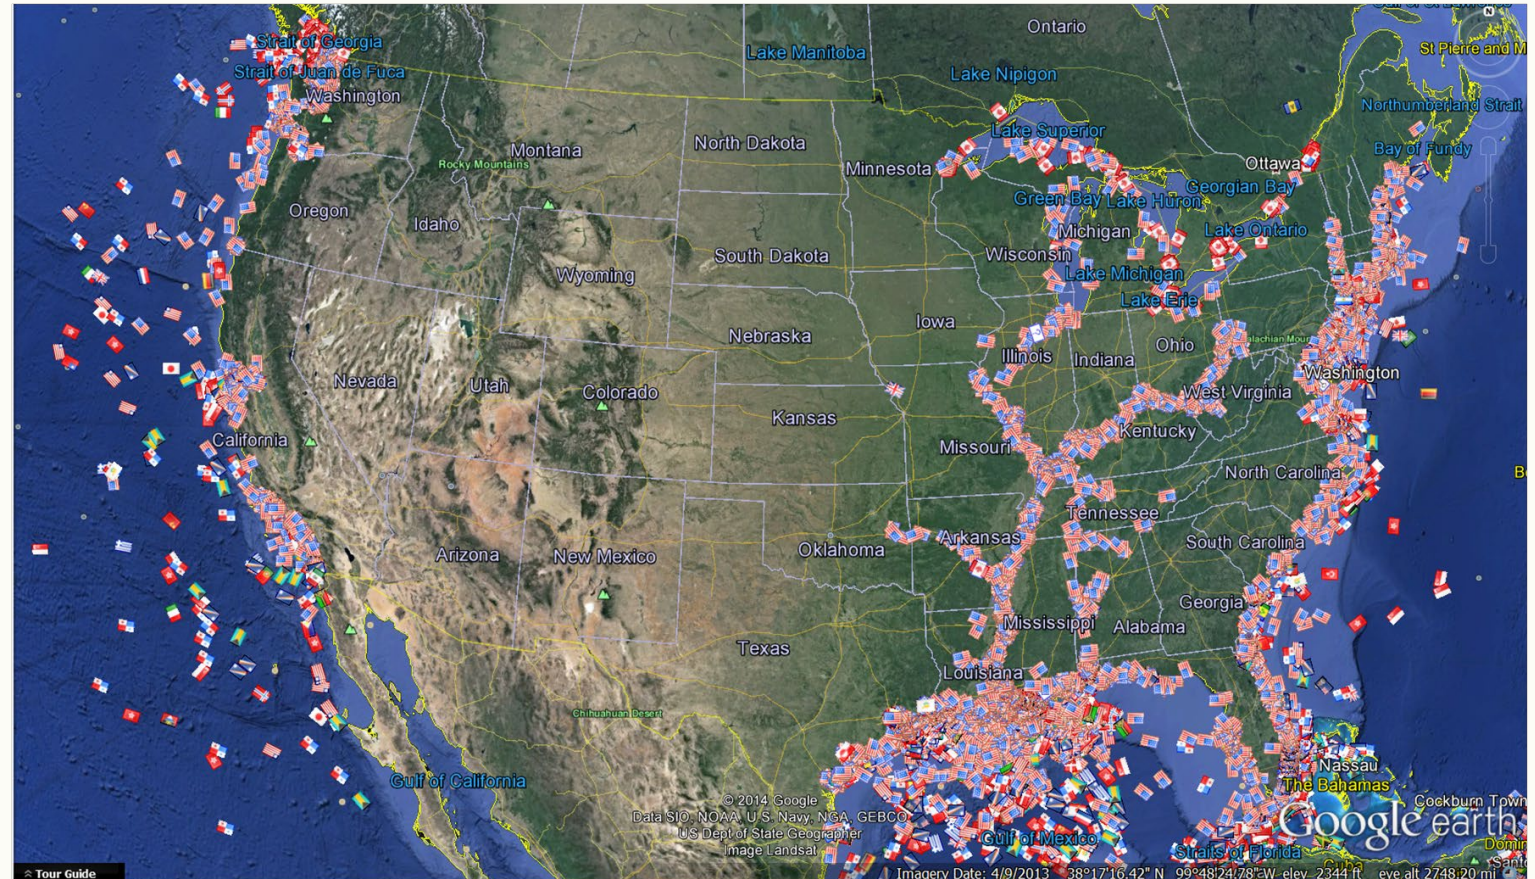 Ontario
Strait of Georgia
St Pierre and M
Lake Manitoba
Strait of Juan de Fuca
Lake Nipigon
Washington
Northumberland Strait
Lake Superior
North Dakota
Montana
Bay of Fundy
Rocky Mountains
Minnesota
Ottawa
Georgian Bay
Green Bay
Lake Huron
Oregon
Idaho
Michigan
Lake Ontario
South Dakota
Wisconsin
Wyoming
Lake Michigan
Lake Erie
Iowa
Nebraska
Ohio
alachian Mour
Illinois
Indiana
Washington
Nevada
Utah
Colorado
West Virginia
Kansas
Kentucky
California
Missouri
North Carolina
B
Tennessee
Arkansas
South Carolina
Oklahoma
Arizona
New Mexico
Georgia
Mississippi
Alabama
Texas
Louisiana
Chihuahuan Desert
Nassau
Gulf of California
The Bahamas
© 2014 Google
Cockburn Town
Data SIO, NOAA, U.S. Navy, NGA, GEBCO
US Dept of State Geographer
Google earth
Gulf of Mexico
Image Landsat
Straits of Florida
Domin
Cuba
Santo
Tour Guide
Imagery Date: 4/9/2013 38°17'16.42" N 99°48'24.78" W elev 2344 ft eye alt 2748.20 mi
N